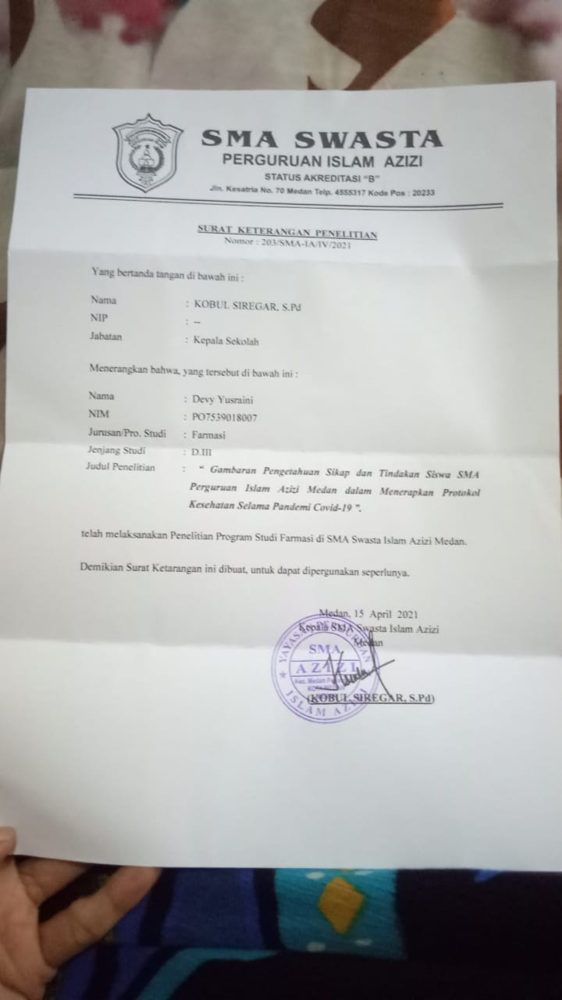 SMA SWASTA
PERGURUAN ISLAM AZIZI
STATUS AKREDITASI "B"
Jln. Kesatria No. 70 Medan Telp. 4555317 Kode Pos : 20233
SURAT KETERANGAN PENELITIAN
Nomor : 203/SMA-IA/IV/2021
Yang bertanda tangan di bawah ini :
Nama : KOBUL SIREGAR, S.Pd
NIP : --
Jabatan : Kepala Sekolah
Menerangkan bahwa, yang tersebut di bawah ini :
Nama : Devy Yusraini
NIM : PO7539018007
Jurusan/Pro. Studi : Farmasi
Jenjang Studi : D.III
Judul Penelitian : " Gambaran Pengetahuan Sikap dan Tindakan Siswa SMA
Perguruan Islam Azizi Medan dalam Menerapkan Protokol
Kesehatan Selama Pandemi Covid-19 ".
telah melaksanakan Penelitian Program Studi Farmasi di SMA Swasta Islam Azizi Medan.
Demikian Surat Ketarangan ini dibuat, untuk dapat dipergunakan seperlunya.
Medan, 15 April 2021
Kepala SMA Swasta Islam Azizi
Medan
YAYASAN PERGURUAN
SMA
AZIZI
Kec. Medan
ISLAM AZIZI
(KOBUL SIREGAR, S.Pd)